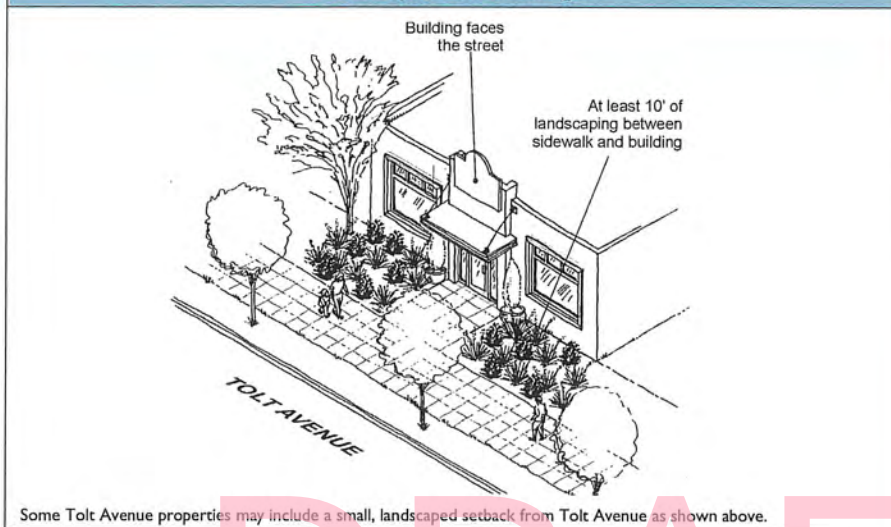 Building faces
the street
At least 10' of
landscaping between
sidewalk and building
TOLT AVENUE
Some Tolt Avenue properties may include a small, landscaped setback from Tolt Avenue as shown above.